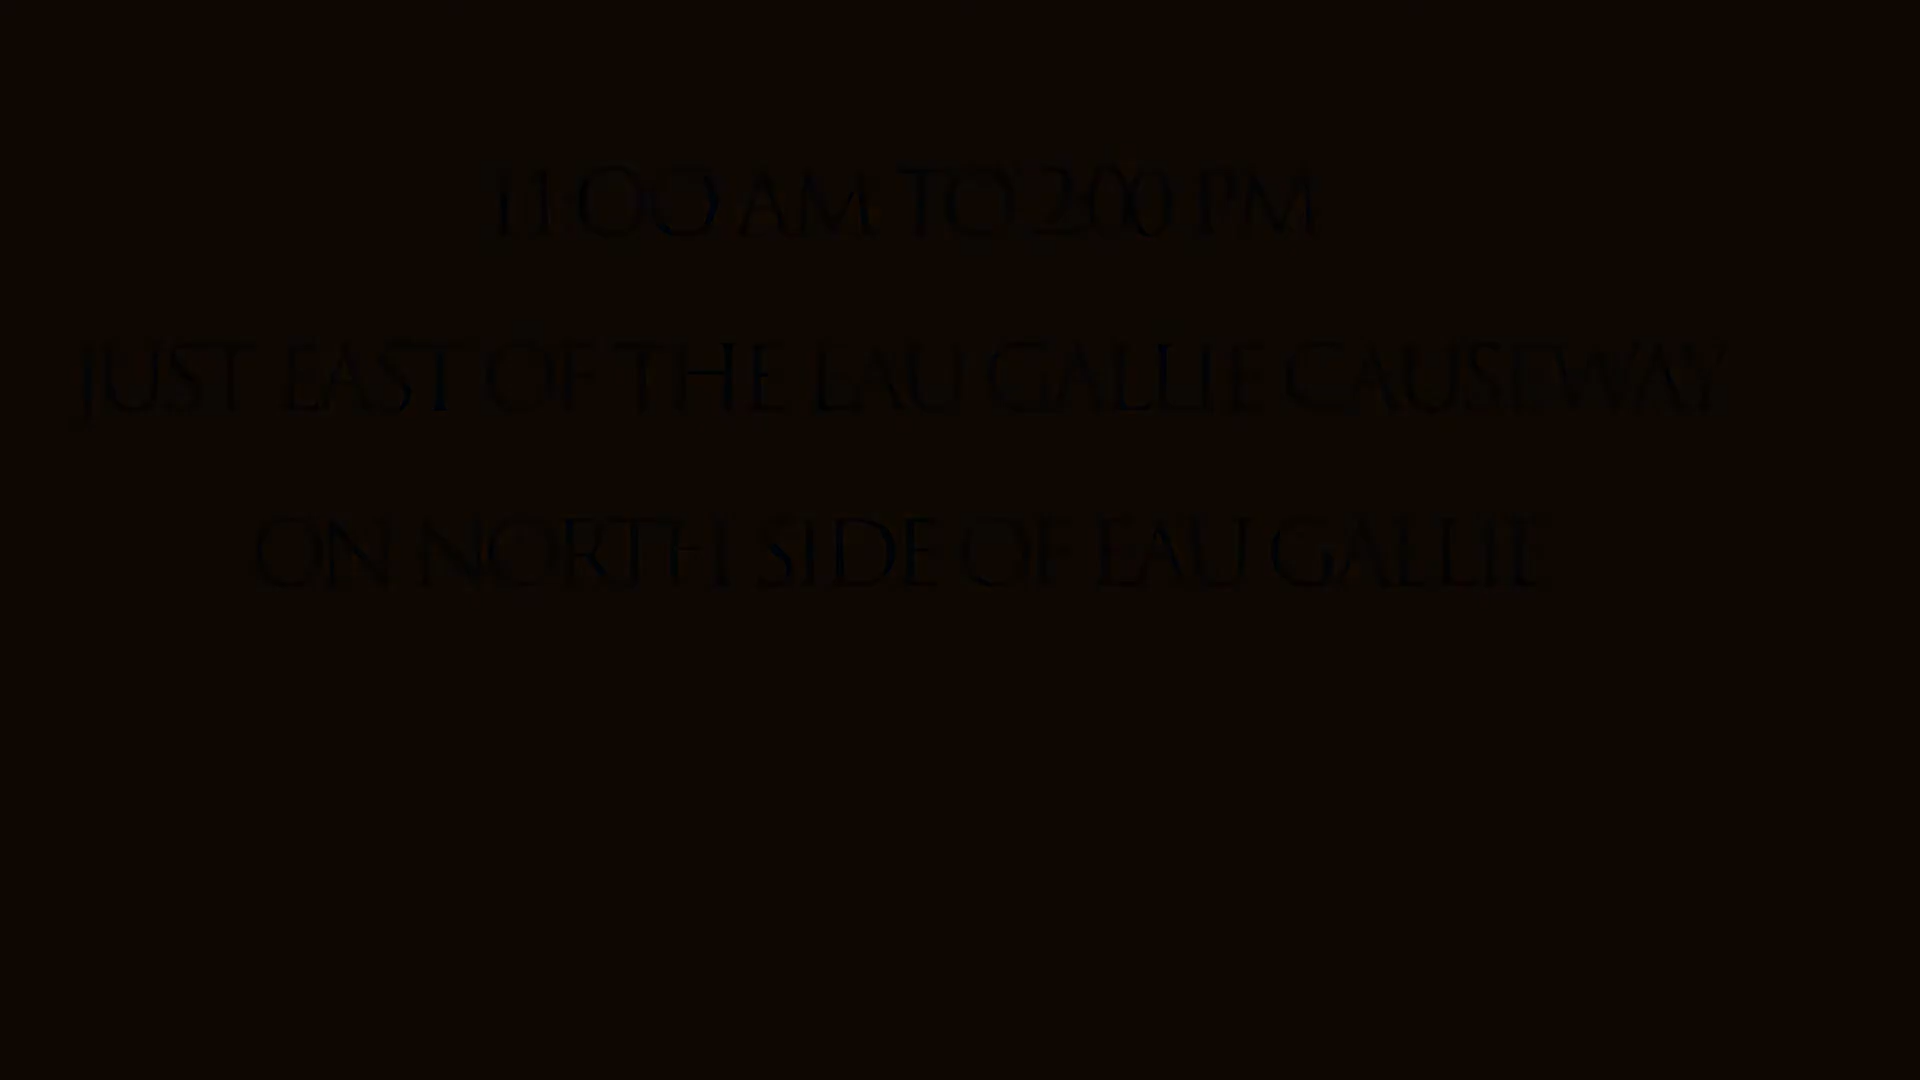 11:00 AM TO 2:00 PM
JUST EAST OF THE EAU GALLIE CAUSEWAY
ON NORTH SIDE OF EAU GALLIE